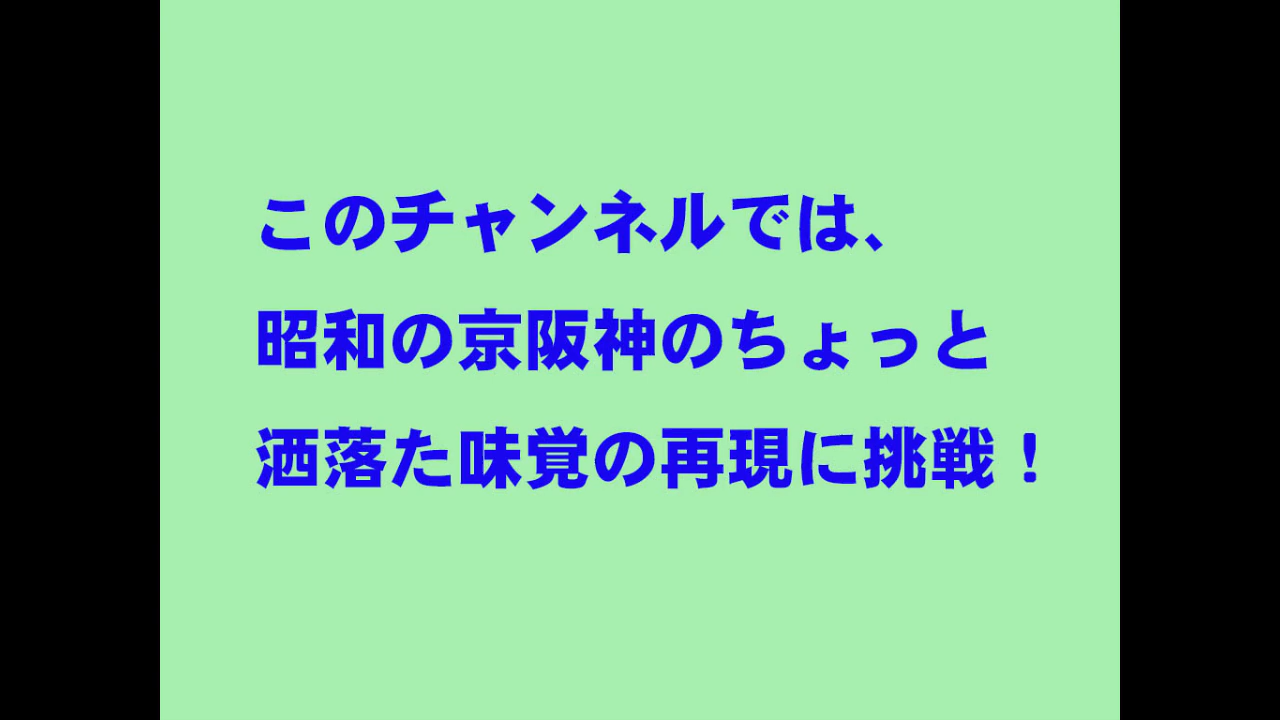 このチャンネルでは、
昭和の京阪神のちょっと
洒落た味覚の再現に挑戦！